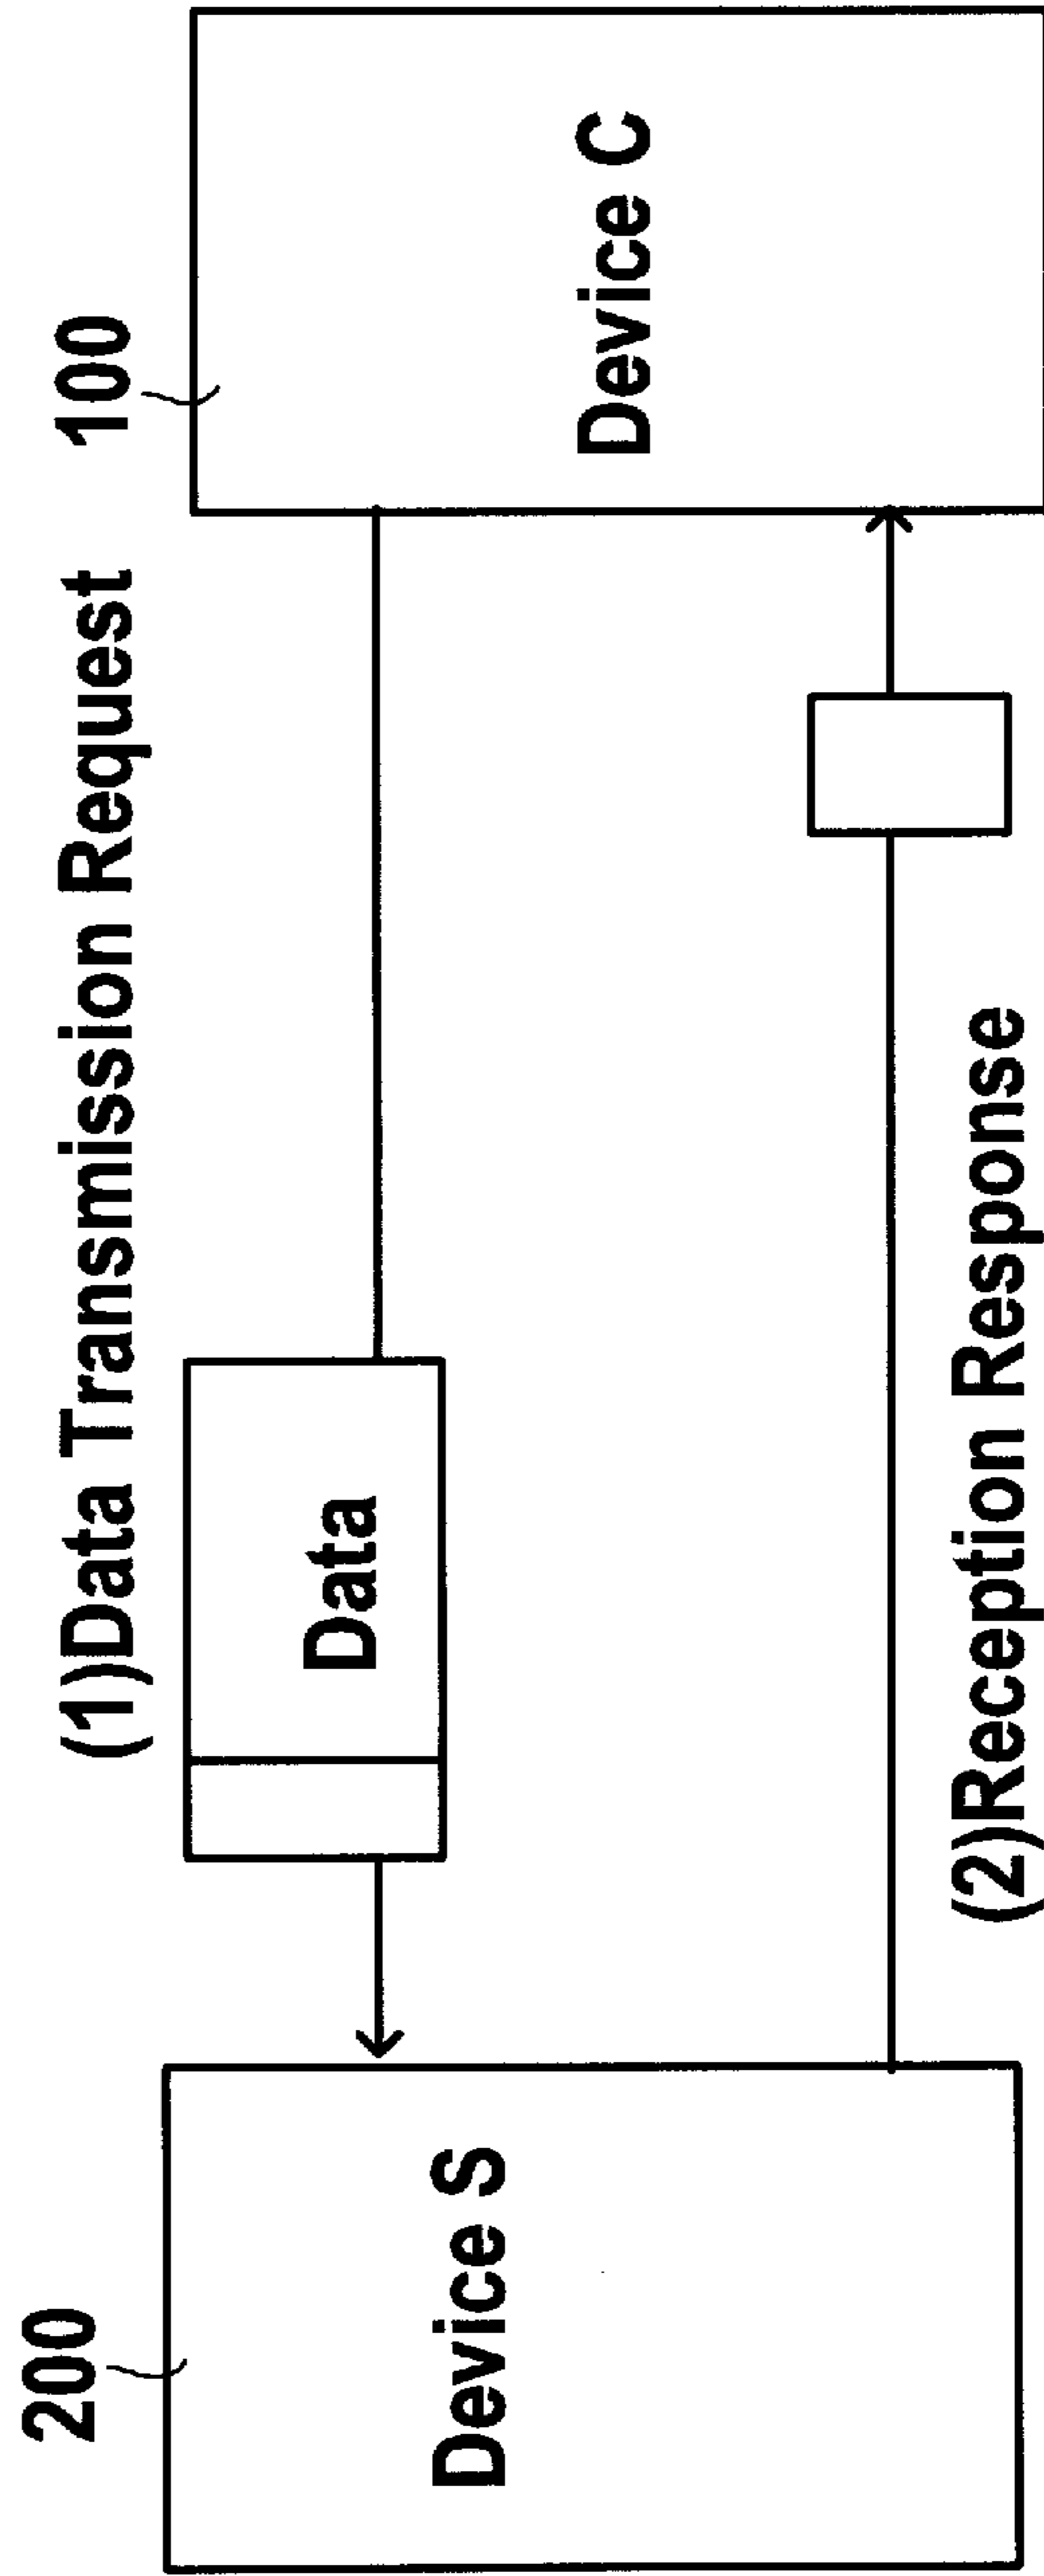 (1)Data Transmission Request
200
100
Data
Device S
Device C
(2)Reception Response